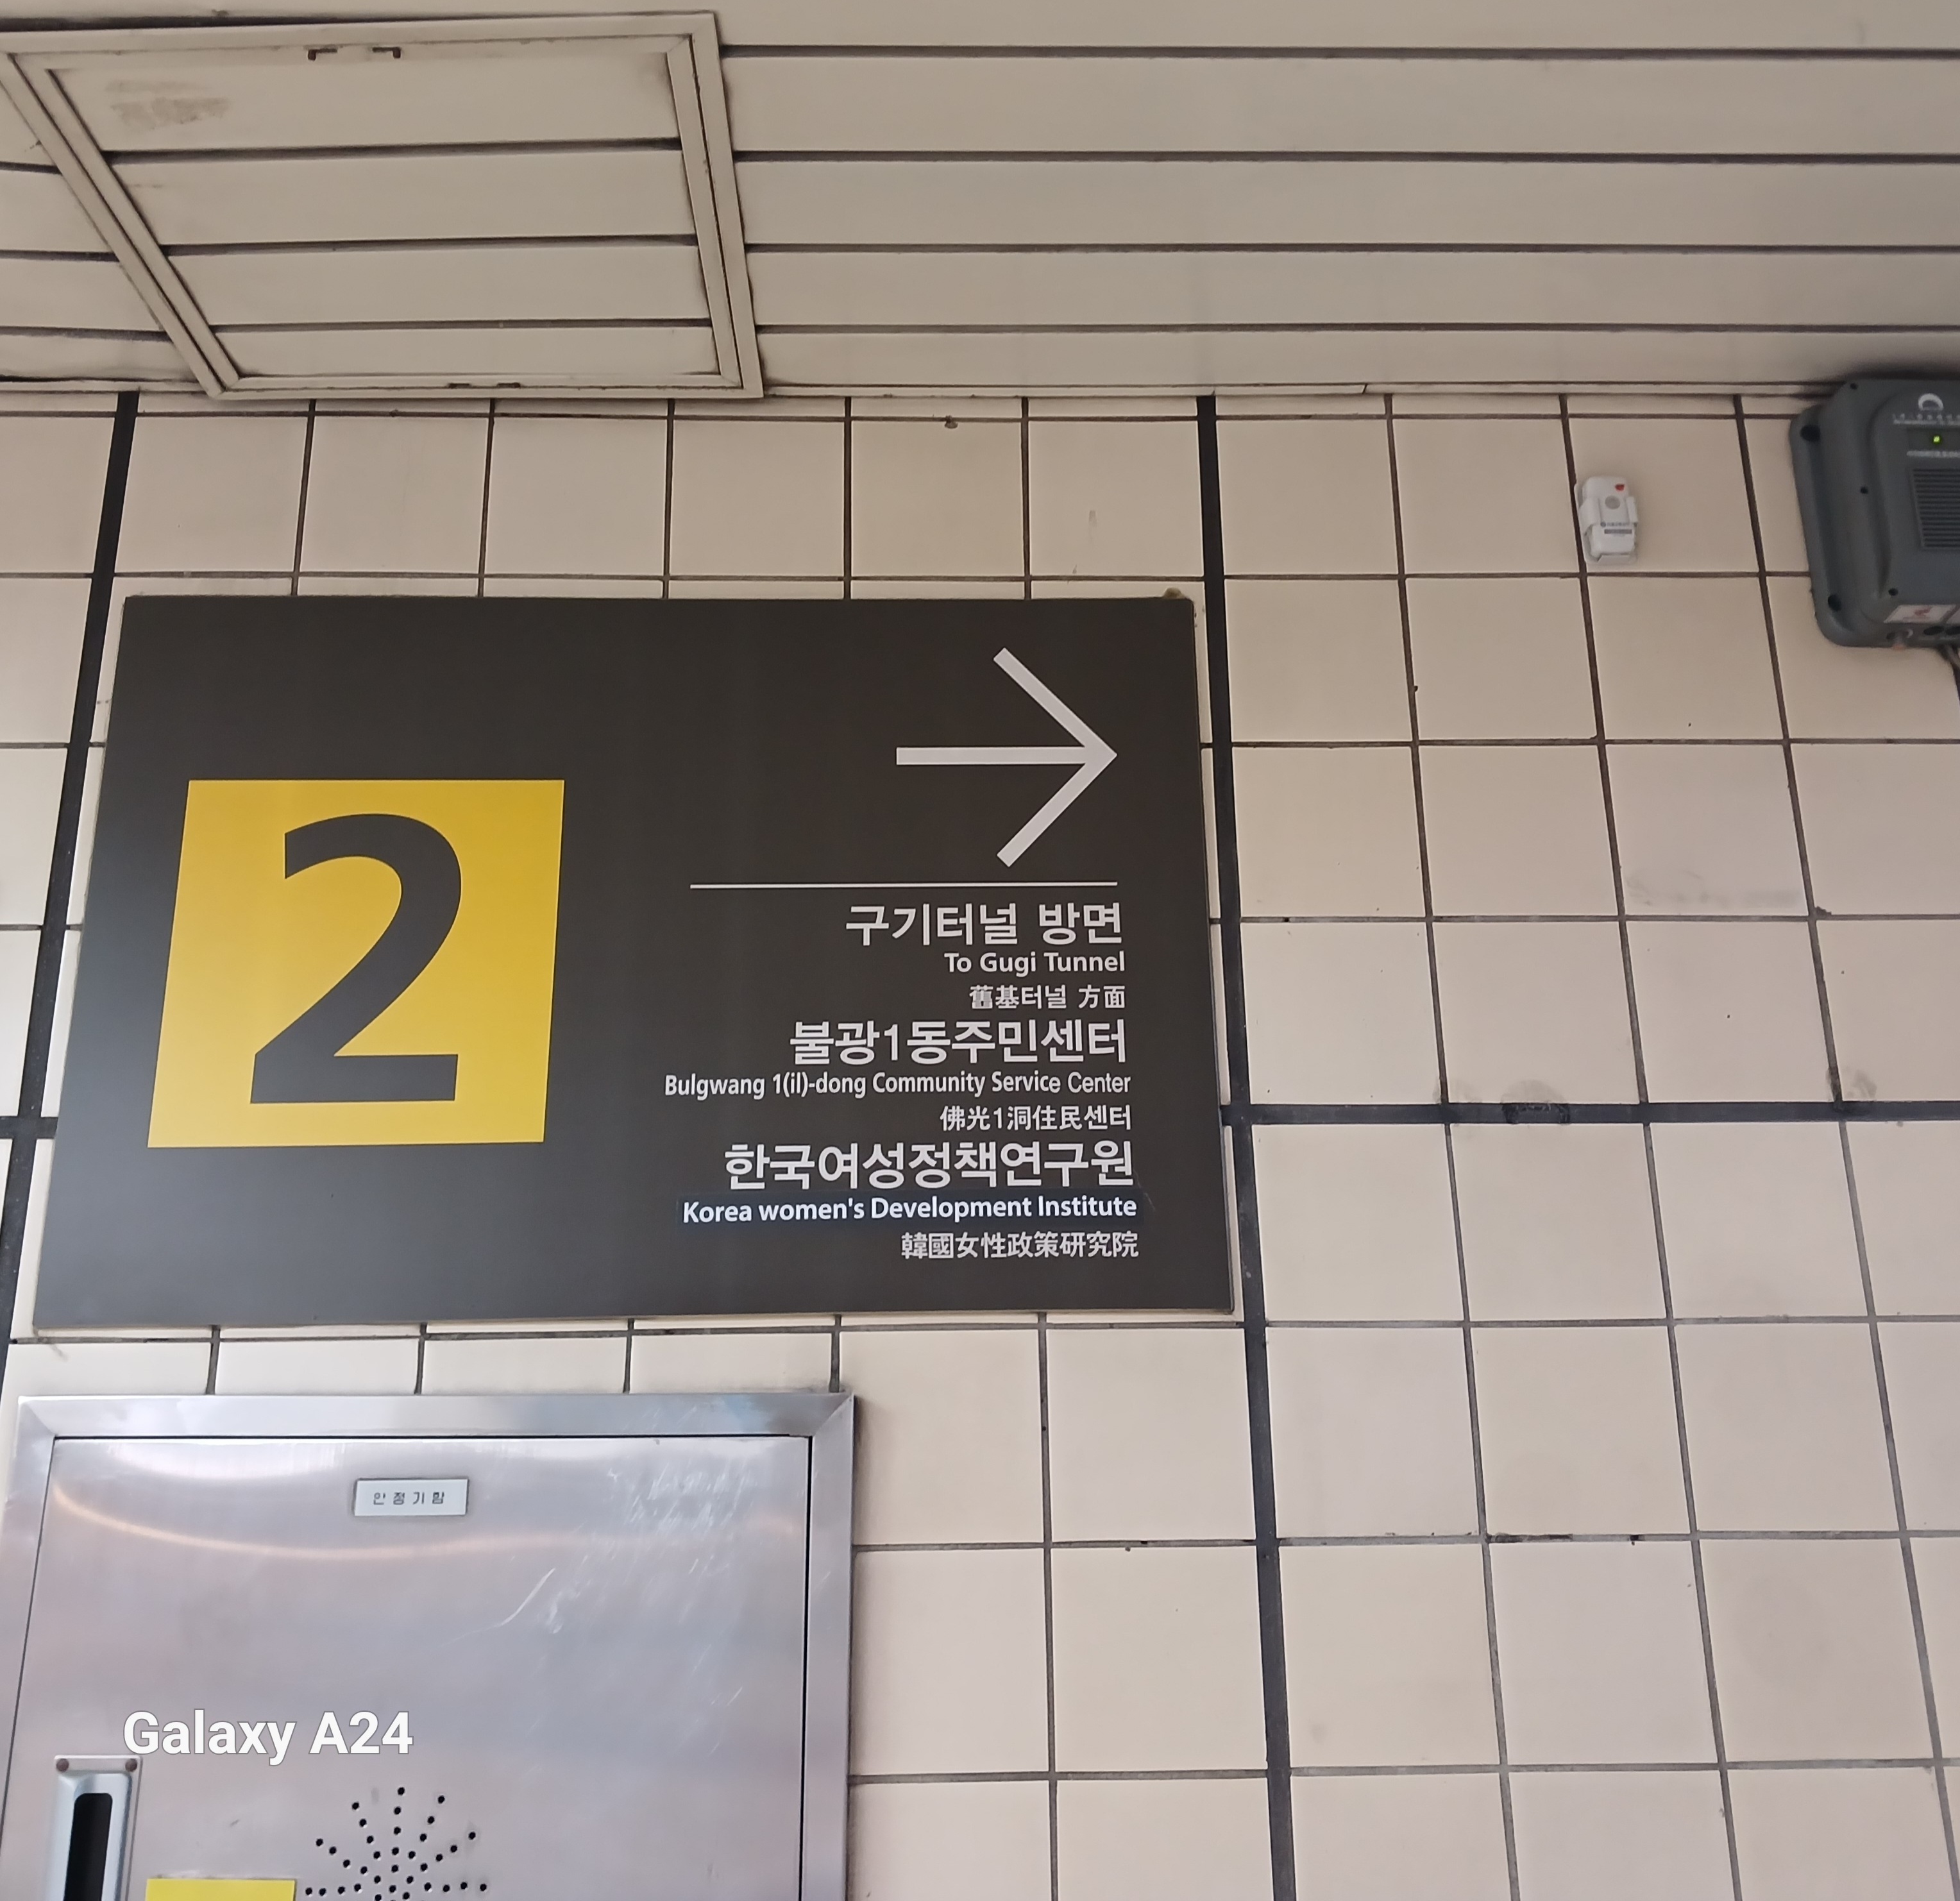 2
구기터널 방면
To Gugi Tunnel
舊基터널 方面
불광1동주민센터
Bulgwang 1(il)-dong Community Service Center
佛光1洞住民센터
한국여성정책연구원
Korea women's Development Institute
韓國女性政策研究院
안정기함
Galaxy A24